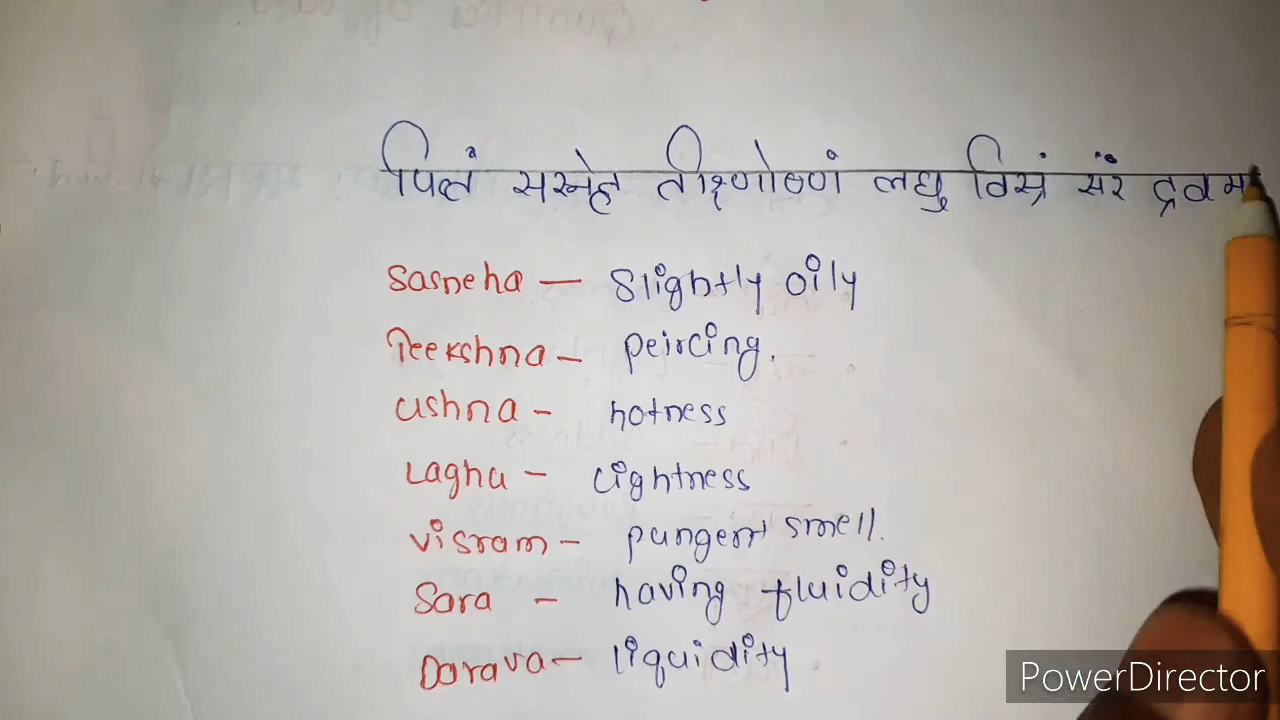 पित्तं सस्नेह तीक्ष्णोष्णं लघु विस्रं सरं द्रवम
Sasneha — Slightly oily
Teekshna — peircing.
Ushna — hotness
Laghu — Lightness
Visram — pungent smell.
Sara — having fluidity
Darava — liquidity
PowerDirector